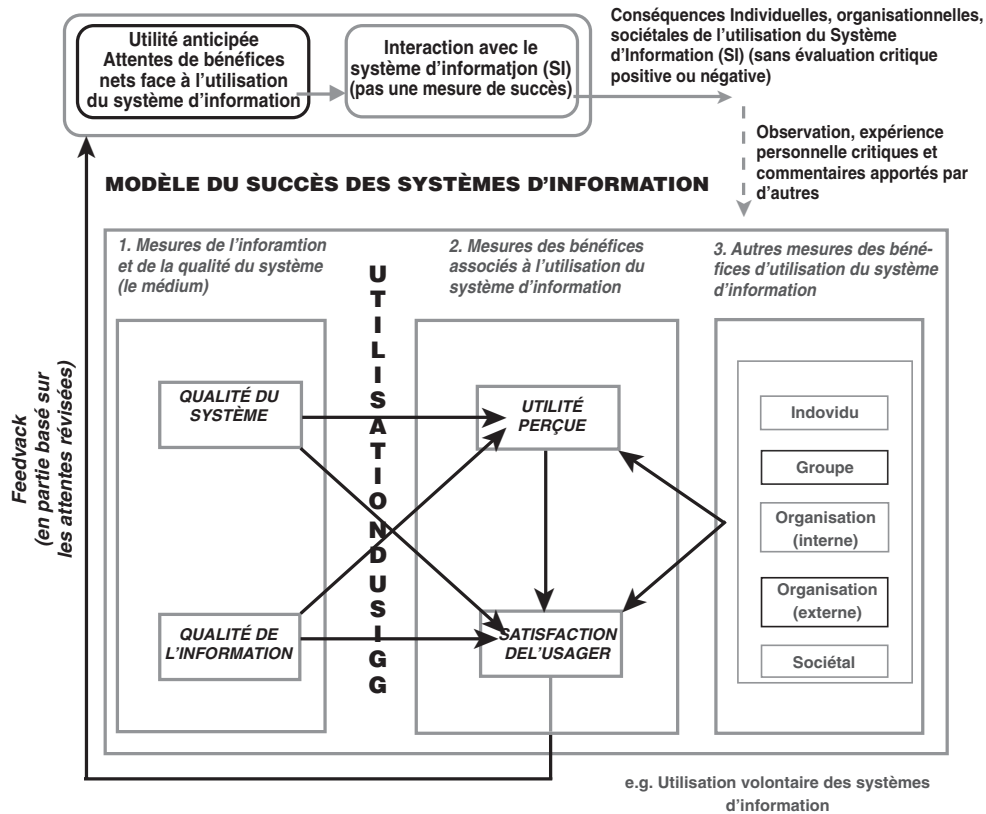 Utilité anticipée
Attentes de bénéfices
nets face à l'utilisation
du système d'information
Interaction avec le
système d'informatjon (SI)
(pas une mesure de succès)
Conséquences Individuelles, organisationnelles,
sociétales de l'utilisation du Système
d'Information (SI) (sans évaluation critique
positive ou négative)
Observation, expérience
personnelle critiques et
commentaires apportés par
d'autres
MODÈLE DU SUCCÈS DES SYSTÈMES D'INFORMATION
1. Mesures de l'inforamtion
et de la qualité du système
(le médium)
2. Mesures des bénéfices
associés à l'utilisation du
système d'information
3. Autres mesures des béné-
fices d'utilisation du système
d'information
UTILISATION DU SIGG
QUALITÉ DU
SYSTÈME
QUALITÉ DE
L'INFORMATION
UTILITÉ
PERÇUE
SATISFACTION
DEL'USAGER
Indovidu
Groupe
Organisation
(interne)
Organisation
(externe)
Sociétal
Feedvack
(en partie basé sur
les attentes révisées)
e.g. Utilisation volontaire des systèmes
d'information